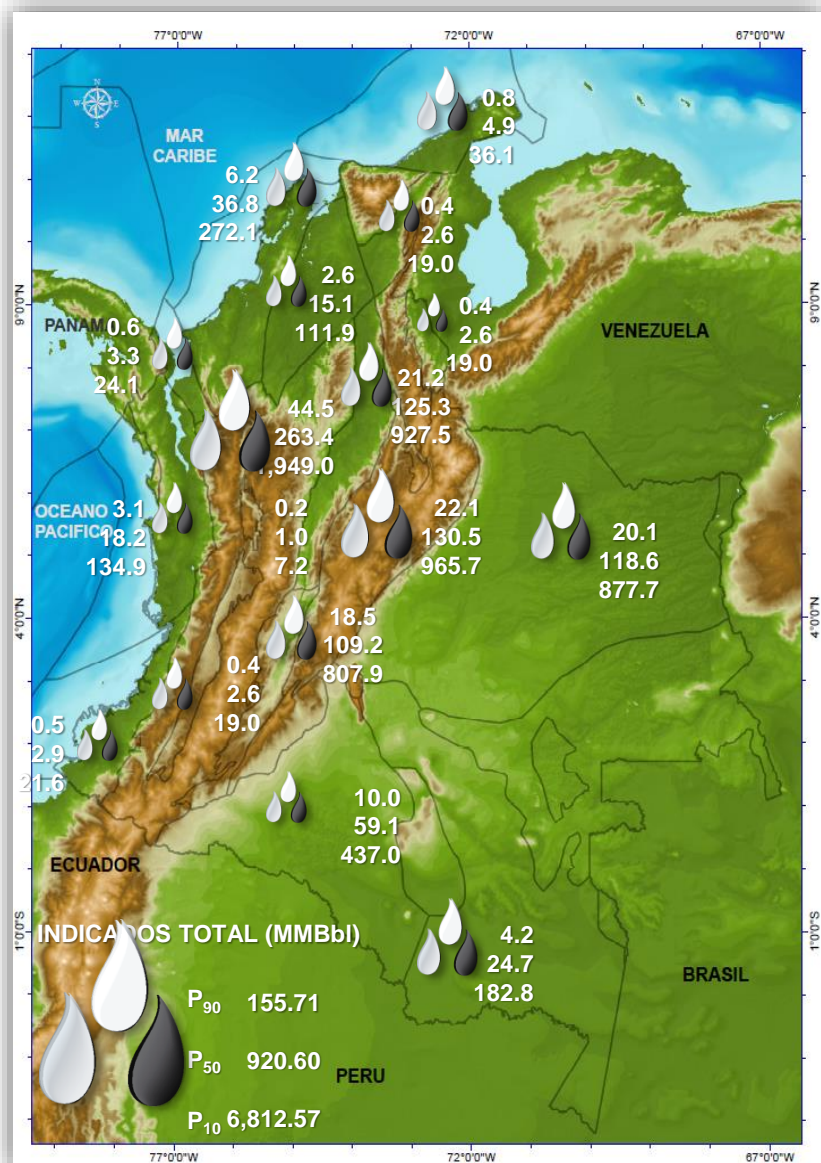 77°0'0"W 72°0'0"W 67°0'0"W
N
W E
S
MAR
CARIBE
0.8
4.9
36.1
6.2
36.8
272.1
0.4
2.6
19.0
2.6
15.1
111.9
0.4
2.6
19.0
9°0'0"N
9°0'0"N
PANAM
0.6
3.3
24.1
VENEZUELA
21.2
125.3
927.5
44.5
263.4
1,949.0
OCEANO
PACIFICO
3.1
18.2
134.9
0.2
1.0
7.2
22.1
130.5
965.7
20.1
118.6
877.7
4°0'0"N
4°0'0"N
18.5
109.2
807.9
0.4
2.6
19.0
0.5
2.9
21.6
10.0
59.1
437.0
ECUADOR
1°0'0"S
1°0'0"S
4.2
24.7
182.8
BRASIL
INDICADOS TOTAL (MMBbl)
P90 155.71
P50 920.60
P10 6,812.57
PERU
77°0'0"W 72°0'0"W 67°0'0"W